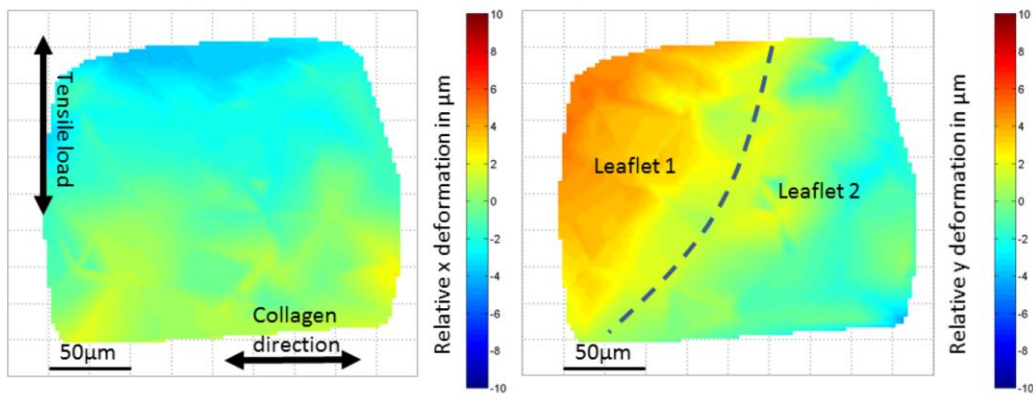 Tensile load
Collagen
direction
50μm
10
8
6
4
2
0
-2
-4
-6
-8
-10
Relative x deformation in μm
Leaflet 1
Leaflet 2
50μm
10
8
6
4
2
0
-2
-4
-6
-8
-10
Relative y deformation in μm